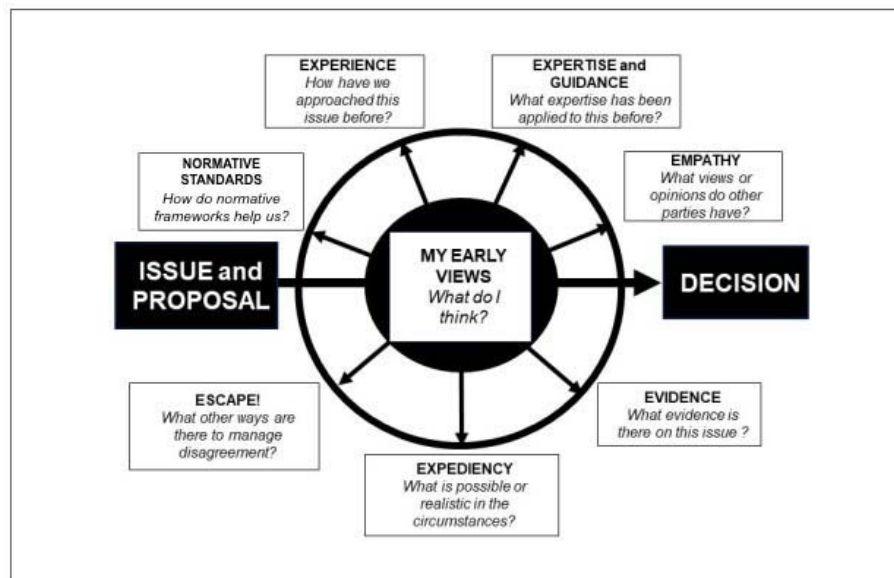 EXPERIENCE
How have we
approached this
issue before?
EXPERTISE and
GUIDANCE
What expertise has been
applied to this before?
NORMATIVE
STANDARDS
How do normative
frameworks help us?
EMPATHY
What views or
opinions do other
parties have?
ISSUE and
PROPOSAL
MY EARLY
VIEWS
What do I
think?
DECISION
ESCAPE!
What other ways are
there to manage
disagreement?
EVIDENCE
What evidence is
there on this issue ?
EXPEDIENCY
What is possible or
realistic in the
circumstances?